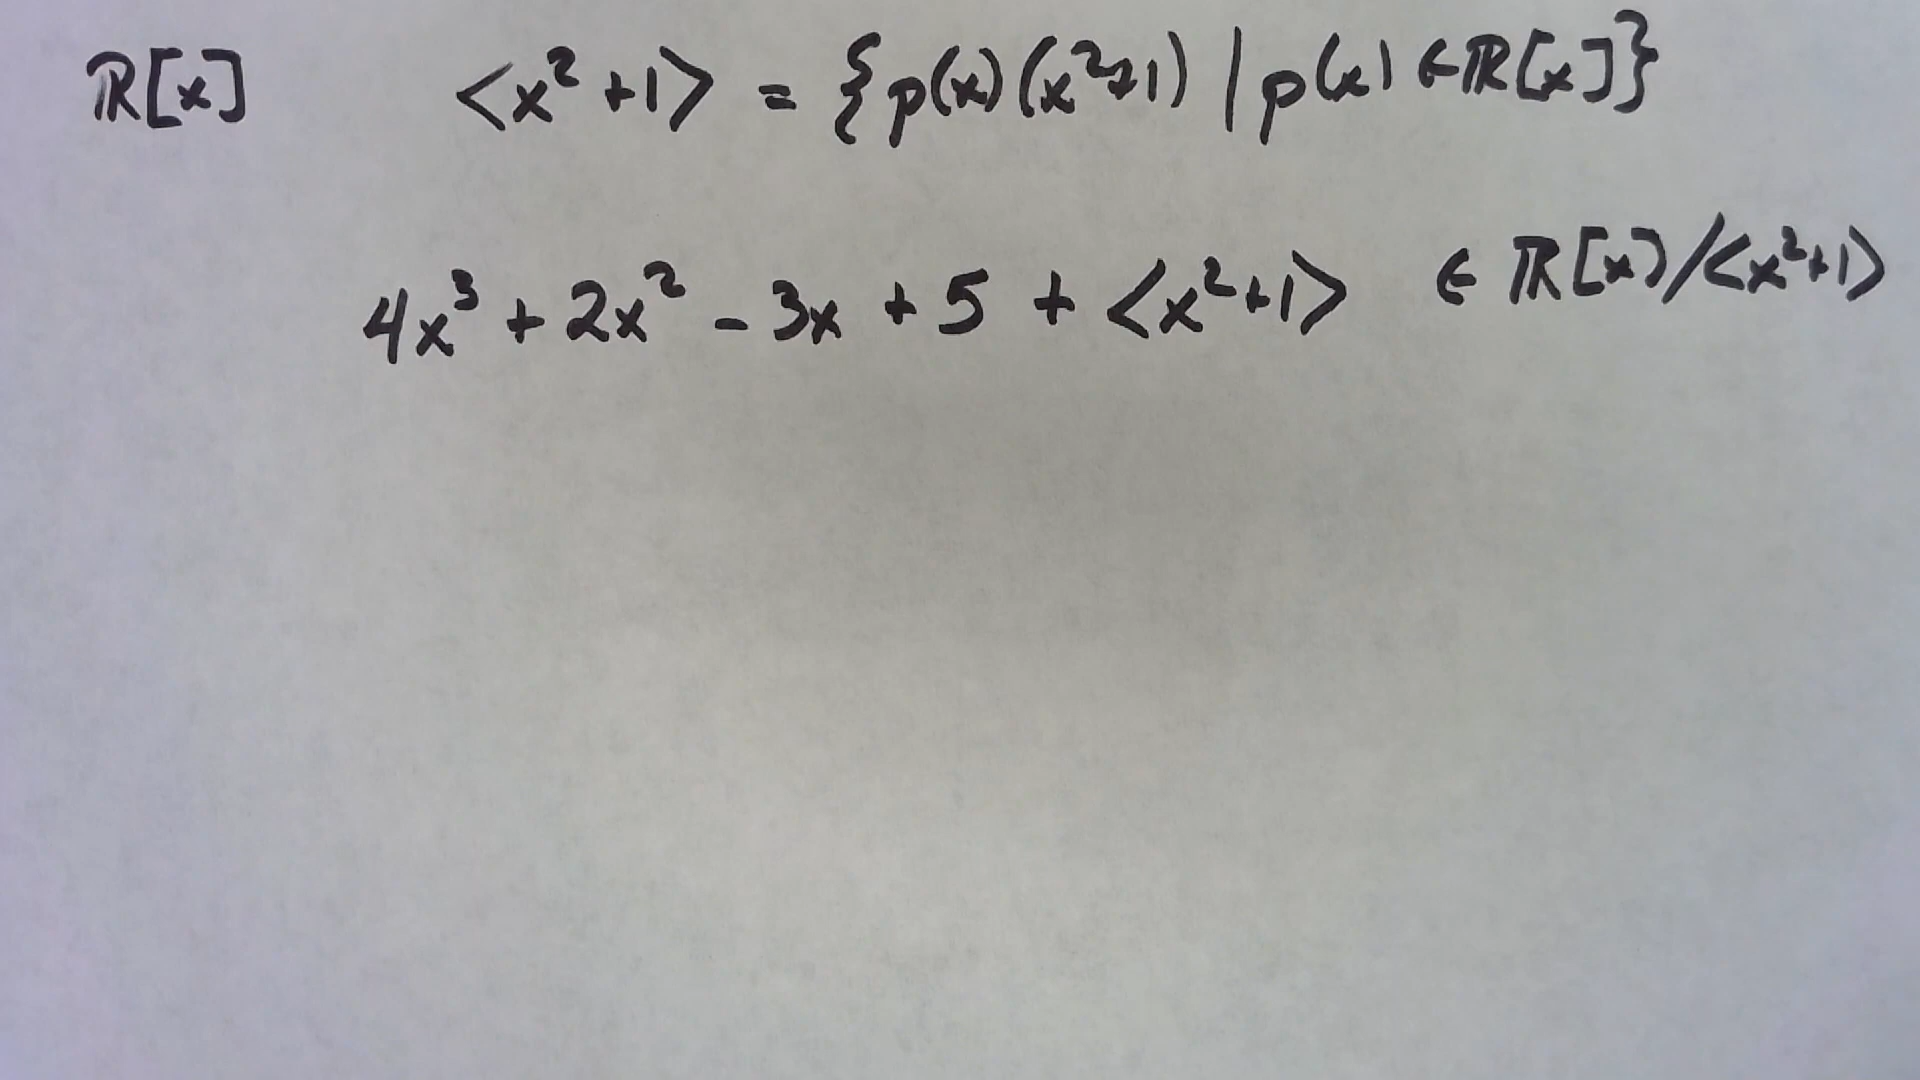 ℝ[x] <x² + 1> = {p(x)(x²+1) | p(x) ∈ ℝ[x]}
4x³ + 2x² - 3x + 5 + <x²+1> ∈ ℝ[x]/<x²+1>